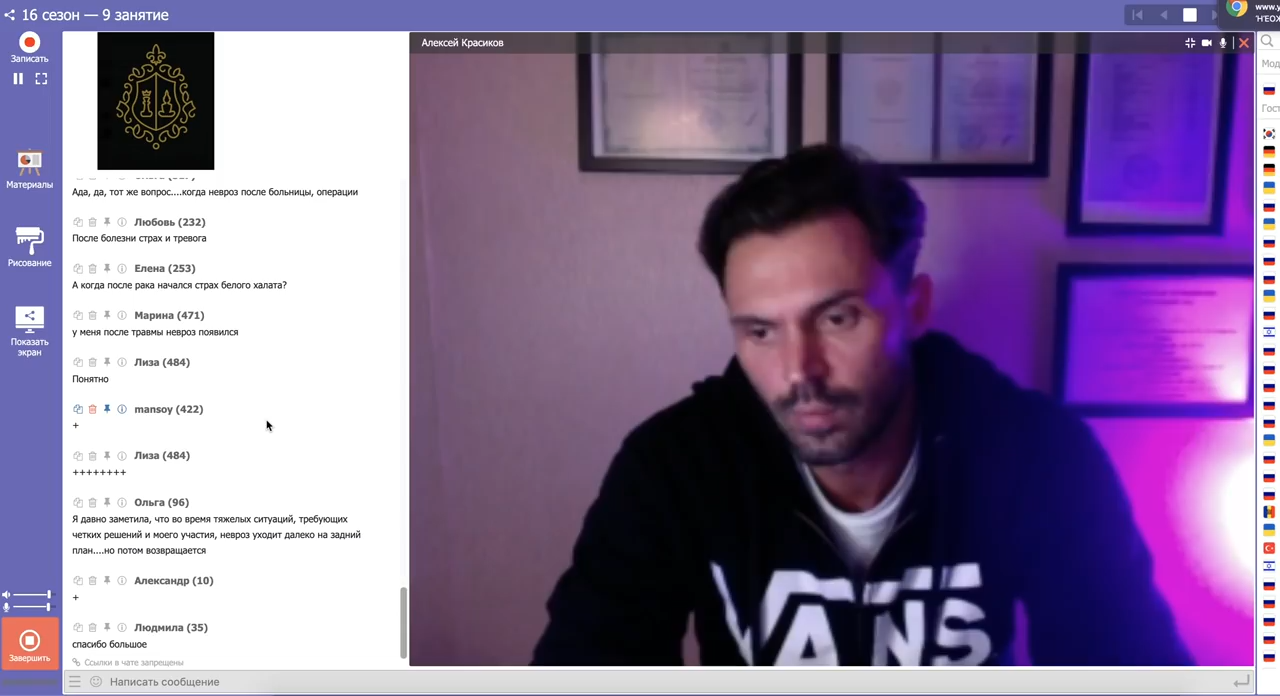 16 сезон — 9 занятие
www.y
Записать
Материалы
Рисование
Показать
экран
Завершить
Ада, да, тот же вопрос....когда невроз после больницы, операции
Любовь (232)
После болезни страх и тревога
Елена (253)
А когда после рака начался страх белого халата?
Марина (471)
у меня после травмы невроз появился
Лиза (484)
Понятно
mansoy (422)
+
Лиза (484)
++++++++
Ольга (96)
Я давно заметила, что во время тяжелых ситуаций, требующих
четких решений и моего участия, невроз уходит далеко на задний
план....но потом возвращается
Александр (10)
+
Людмила (35)
спасибо большое
Ссылки в чате запрещены
Написать сообщение
Алексей Красиков
VANS
Мод
Гост